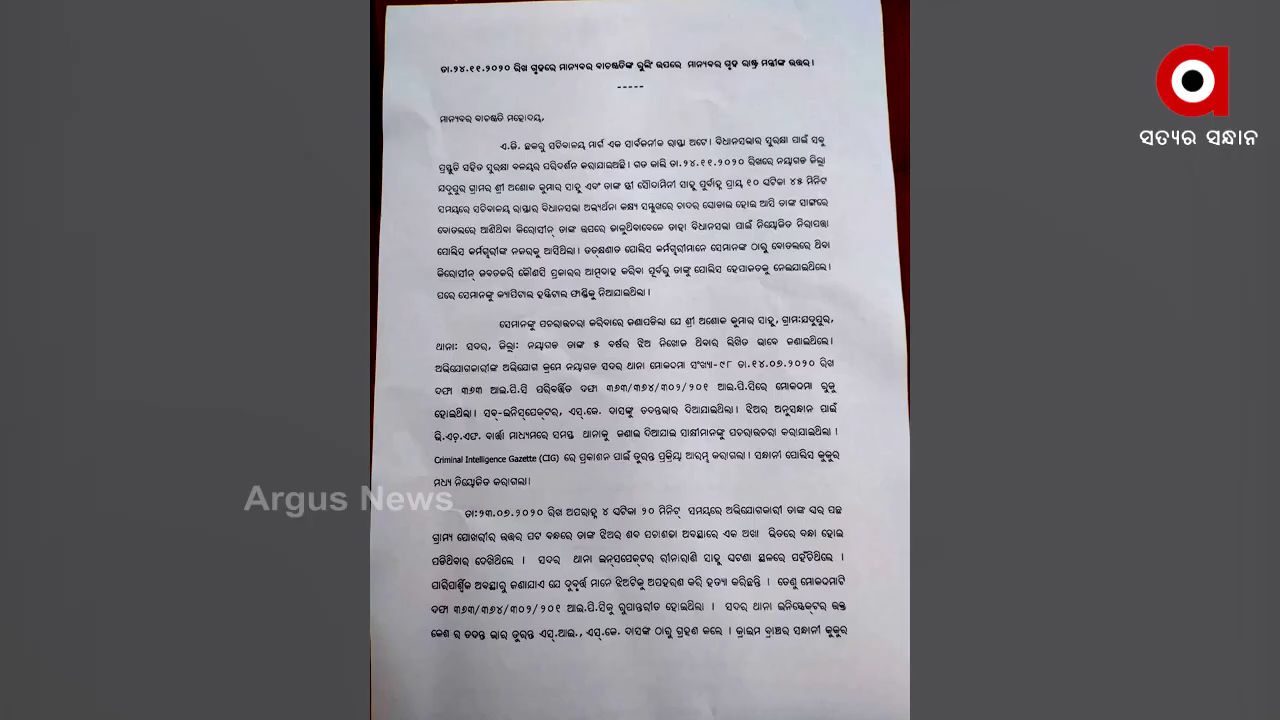 ତା.୨୪.୧୧.୨୦୨୦ ରିଖ ଗୃହରେ ମାନ୍ୟବର ବାଚସ୍ପତିଙ୍କ ରୁଲିଂ ଉପରେ ମାନ୍ୟବର ଗୃହ ରାଷ୍ଟ୍ର ମନ୍ତ୍ରୀଙ୍କ ଉତ୍ତର।
-----
ମାନ୍ୟବର ବାଚସ୍ପତି ମହୋଦୟ,
ଏ.ଜି. ଛକରୁ ସଚିବାଳୟ ମାର୍ଗ ଏକ ସାର୍ବଜନୀକ ରାସ୍ତା ଅଟେ। ବିଧାନସଭାର ସୁରକ୍ଷା ପାଇଁ ସବୁ
ପ୍ରସ୍ତୁତି ସହିତ ସୁରକ୍ଷା ବଳୟର ପରିଦର୍ଶନ କରାଯାଇଅଛି। ଗତ କାଲି ତା.୨୪.୧୧.୨୦୨୦ ରିଖରେ ନୟାଗଡ ଜିଲ୍ଲା
ଯଦୁପୁର ଗ୍ରାମର ଶ୍ରୀ ଅଶୋକ କୁମାର ସାହୁ ଏବଂ ତାଙ୍କ ସ୍ତ୍ରୀ ସୌଦାମିନୀ ସାହୁ ପୂର୍ବାହ୍ନ ପ୍ରାୟ ୧୦ ଘଟିକା ୪୫ ମିନିଟ
ସମୟରେ ସଚିବାଳୟ ରାସ୍ତାର ବିଧାନସଭା ଅଭ୍ୟର୍ଥନା କକ୍ଷ ସମ୍ମୁଖରେ ଚାଦର ଘୋଡାଇ ହୋଇ ଆସି ତାଙ୍କ ସାଙ୍ଗରେ
ବୋତଲରେ ଆଣିଥିବା କିରୋସୀନ୍ ତାଙ୍କ ଉପରେ ଢାଳୁଥିବାବେଳେ ତାହା ବିଧାନସଭା ପାଇଁ ନିୟୋଜିତ ନିରାପତ୍ତା
ପୋଲିସ କର୍ମଚ୍ଚାରୀଙ୍କ ନଜରକୁ ଆସିଥିଲା। ତତ୍‌କ୍ଷଣାତ ପୋଲିସ କର୍ମଚ୍ଚାରୀମାନେ ସେମାନଙ୍କ ଠାରୁ ବୋତଲରେ ଥିବା
କିରୋସୀନ୍ ଜବତକରି କୌଣସି ପ୍ରକାରର ଆତ୍ମଦାହ କରିବା ପୂର୍ବରୁ ତାଙ୍କୁ ପୋଲିସ ହେପାଜତକୁ ନେଇଯାଇଥିଲେ।
ପରେ ସେମାନଙ୍କୁ କ୍ୟାପିଟାଲ ହସ୍ପିଟାଲ ଫାଣ୍ଡିକୁ ନିଆଯାଇଥିଲା।
ସେମାନଙ୍କୁ ପଚରାଉଚରା କରିବାରେ ଜଣାପଡିଲା ଯେ ଶ୍ରୀ ଅଶୋକ କୁମାର ସାହୁ, ଗ୍ରାମ:ଯଦୁପୁର,
ଥାନା: ସଦର, ଜିଲ୍ଲା: ନୟାଗଡ ତାଙ୍କ ୫ ବର୍ଷର ଝିଅ ନିଖୋଜ ଥିବାର ଲିଖିତ ଭାବେ ଜଣାଇଥିଲେ।
ଅଭିଯୋଗକାରୀଙ୍କ ଅଭିଯୋଗ କ୍ରମେ ନୟାଗଡ ସଦର ଥାନା ମୋକଦ୍ଦମା ସଂଖ୍ୟା-୯୮ ତା.୧୪.୦୭.୨୦୨୦ ରିଖ
ଦଫା ୩୬୩ ଆଇ.ପି.ସି ପରିବର୍ତ୍ତିତ ଦଫା ୩୬୩/୩୬୪/୩୦୨/୨୦୧ ଆଇ.ପି.ସିରେ ମୋକଦ୍ଦମା ରୁଜୁ
ହୋଇଥିଲା। ସବ୍-ଇନିସ୍‌ପେକ୍ଟର, ଏସ୍.କେ. ଦାସଙ୍କୁ ତଦନ୍ତଭାର ଦିଆଯାଇଥିଲା। ଝିଅର ଅନୁସନ୍ଧାନ ପାଇଁ
ଭି.ଏଚ୍.ଏଫ. ବାର୍ତ୍ତା ମାଧ୍ୟମରେ ସମସ୍ତ ଥାନାକୁ ଜଣାଇ ଦିଆଯାଇ ସାକ୍ଷୀମାନଙ୍କୁ ପଚରାଉଚରା କରାଯାଇଥିଲା।
Criminal Intelligence Gazette (CIG) ରେ ପ୍ରକାଶନ ପାଇଁ ତୁରନ୍ତ ପ୍ରକ୍ରିୟା ଆରମ୍ଭ କରାଗଲା। ସନ୍ଧାନୀ ପୋଲିସ କୁକୁର
ମଧ୍ୟ ନିୟୋଜିତ କରାଗଲା।
ତା:୨୩.୦୭.୨୦୨୦ ରିଖ ଅପରାହ୍ନ ୪ ଘଟିକା ୨୦ ମିନିଟ୍ ସମୟରେ ଅଭିଯୋଗକାରୀ ତାଙ୍କ ଘର ପଛ
ଗ୍ରାମ୍ୟ ପୋଖରୀର ଉତ୍ତର ପଟ ବନ୍ଧରେ ତାଙ୍କ ଝିଅର ଶବ ପଚାଶଢା ଅବସ୍ଥାରେ ଏକ ଅଖା ଭିତରେ ବନ୍ଧା ହୋଇ
ପଡିଥିବାର ଦେଖିଥିଲେ । ସଦର ଥାନା ଇନ୍‌ସପେକ୍ଟର ରୀନାରାଣି ସାହୁ ଘଟଣା ସ୍ଥଳରେ ପହଁଚିଥିଲେ ।
ପାରିପାର୍ଶ୍ୱିକ ଅବସ୍ଥାରୁ ଜଣାଯାଏ ଯେ ଦୁର୍ବୃତ୍ତ ମାନେ ଝିଅଟିକୁ ଅପହରଣ କରି ହତ୍ୟା କରିଛନ୍ତି । ତେଣୁ ମୋକଦ୍ଦମାଟି
ଦଫା ୩୬୩/୩୬୪/୩୦୨/୨୦୧ ଆଇ.ପି.ସିକୁ ରୁପାନ୍ତରୀତ ହୋଇଥିଲା । ସଦର ଥାନା ଇନିସ୍ପେକ୍ଟର ଉକ୍ତ
କେଶ ର ତଦନ୍ତ ଭାର ତୁରନ୍ତ ଏସ୍.ଆଇ., ଏସ୍.କେ. ଦାସଙ୍କ ଠାରୁ ଗ୍ରହଣ କଲେ । କ୍ରାଇମ ବ୍ରାଞ୍ଚର ସନ୍ଧାନୀ କୁକୁର
Argus News
ସତ୍ୟର ସନ୍ଧାନ